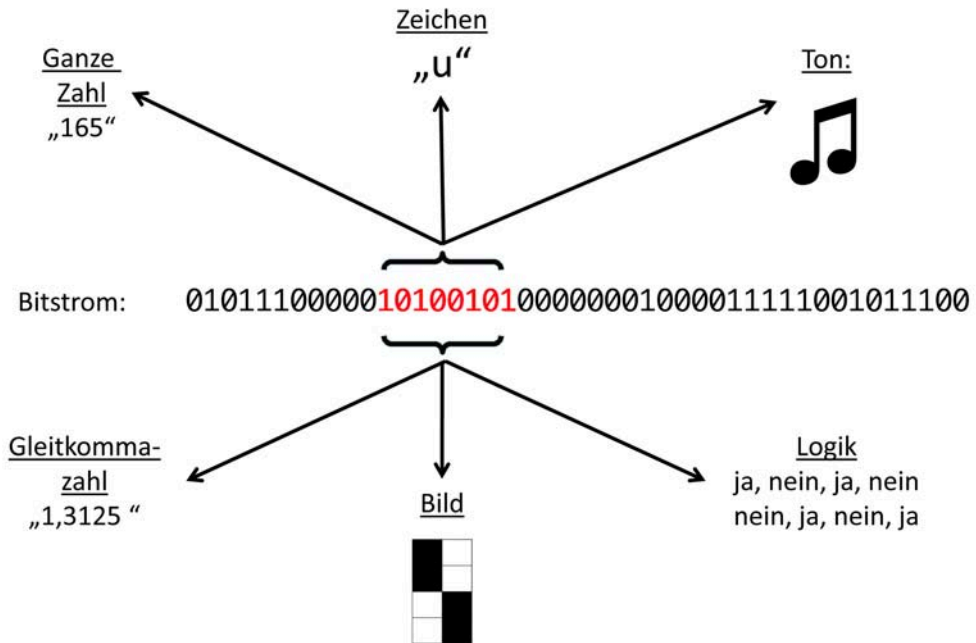 Zeichen
„u“
Ganze
Zahl
„165“
Ton:
Bitstrom: 010111000001010010100000001000011111001011100
Gleitkomma-
zahl
„1,3125 “
Bild
Logik
ja, nein, ja, nein
nein, ja, nein, ja